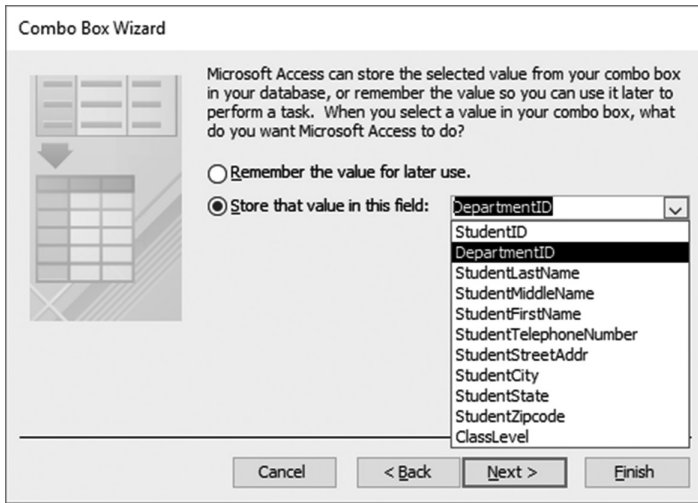 Combo Box Wizard
Microsoft Access can store the selected value from your combo box
in your database, or remember the value so you can use it later to
perform a task.  When you select a value in your combo box, what
do you want Microsoft Access to do?
Remember the value for later use.
Store that value in this field:
DepartmentID
StudentID
DepartmentID
StudentLastName
StudentMiddleName
StudentFirstName
StudentTelephoneNumber
StudentStreetAddr
StudentCity
StudentState
StudentZipcode
ClassLevel
Cancel
< Back
Next >
Finish